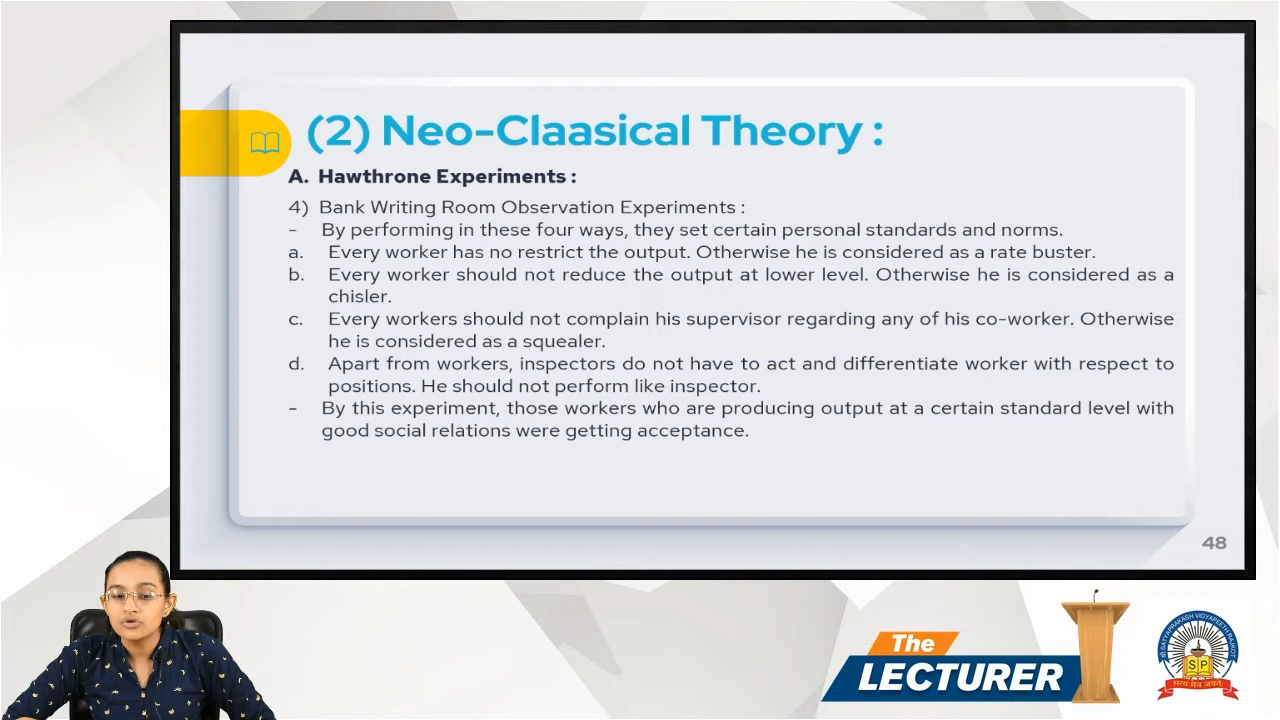 (2) Neo-Claasical Theory :
A. Hawthrone Experiments :
4) Bank Writing Room Observation Experiments :
- By performing in these four ways, they set certain personal standards and norms.
a. Every worker has no restrict the output. Otherwise he is considered as a rate buster.
b. Every worker should not reduce the output at lower level. Otherwise he is considered as a
chisler.
c. Every workers should not complain his supervisor regarding any of his co-worker. Otherwise
he is considered as a squealer.
d. Apart from workers, inspectors do not have to act and differentiate worker with respect to
positions. He should not perform like inspector.
- By this experiment, those workers who are producing output at a certain standard level with
good social relations were getting acceptance.
48
The
LECTURER
SATYAPRAKASH VIDYAPEETH RAJKOT
S P
सत्य मेव जयते